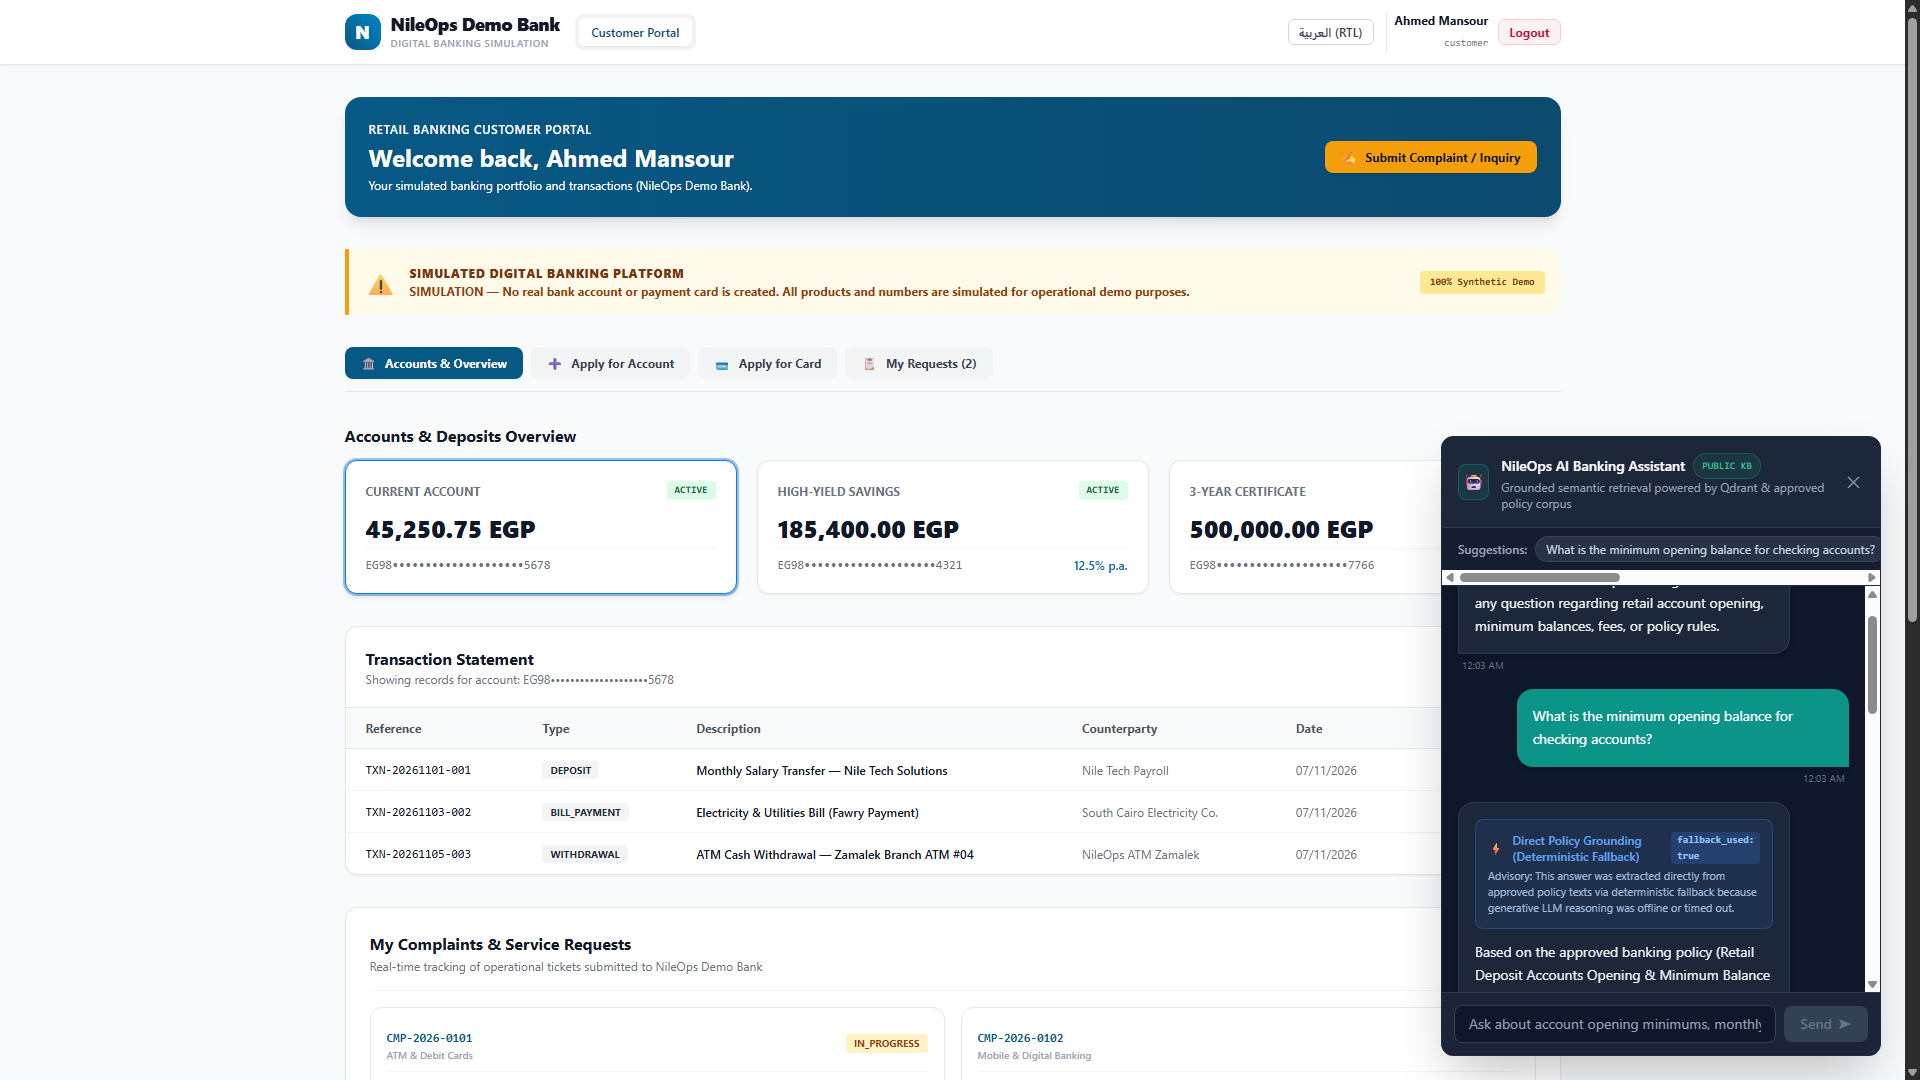 N
NileOps Demo Bank
DIGITAL BANKING SIMULATION
Customer Portal
العربية (RTL)
Ahmed Mansour
customer
Logout
RETAIL BANKING CUSTOMER PORTAL
Welcome back, Ahmed Mansour
Your simulated banking portfolio and transactions (NileOps Demo Bank).
Submit Complaint / Inquiry
SIMULATED DIGITAL BANKING PLATFORM
SIMULATION — No real bank account or payment card is created. All products and numbers are simulated for operational demo purposes.
100% Synthetic Demo
Accounts & Overview
Apply for Account
Apply for Card
My Requests (2)
Accounts & Deposits Overview
CURRENT ACCOUNT
ACTIVE
45,250.75 EGP
EG98••••••••••••••••••••5678
HIGH-YIELD SAVINGS
ACTIVE
185,400.00 EGP
EG98••••••••••••••••••••4321
12.5% p.a.
3-YEAR CERTIFICATE
500,000.00 EGP
EG98••••••••••••••••••••7766
Transaction Statement
Showing records for account: EG98••••••••••••••••••••5678
Reference Type Description Counterparty Date
TXN-20261101-001 DEPOSIT Monthly Salary Transfer — Nile Tech Solutions Nile Tech Payroll 07/11/2026
TXN-20261103-002 BILL_PAYMENT Electricity & Utilities Bill (Fawry Payment) South Cairo Electricity Co. 07/11/2026
TXN-20261105-003 WITHDRAWAL ATM Cash Withdrawal — Zamalek Branch ATM #04 NileOps ATM Zamalek 07/11/2026
My Complaints & Service Requests
Real-time tracking of operational tickets submitted to NileOps Demo Bank
CMP-2026-0101
ATM & Debit Cards
IN_PROGRESS
CMP-2026-0102
Mobile & Digital Banking
NileOps AI Banking Assistant
PUBLIC KB
Grounded semantic retrieval powered by Qdrant & approved
policy corpus
Suggestions:
What is the minimum opening balance for checking accounts?
any question regarding retail account opening,
minimum balances, fees, or policy rules.
12:03 AM
What is the minimum opening balance for
checking accounts?
12:03 AM
Direct Policy Grounding
(Deterministic Fallback)
fallback_used:
true
Advisory: This answer was extracted directly from
approved policy texts via deterministic fallback because
generative LLM reasoning was offline or timed out.
Based on the approved banking policy (Retail
Deposit Accounts Opening & Minimum Balance
Ask about account opening minimums, monthly
Send